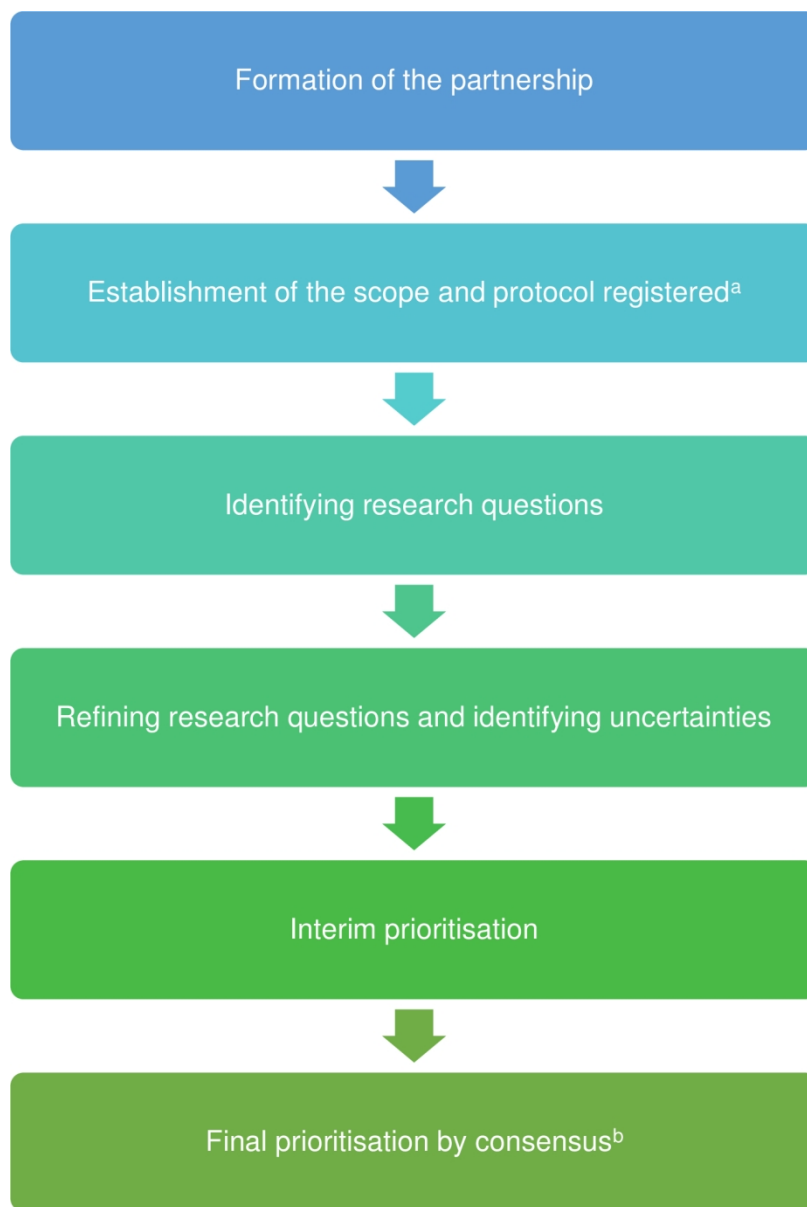 Formation of the partnership
Establishment of the scope and protocol registeredᵃ
Identifying research questions
Refining research questions and identifying uncertainties
Interim prioritisation
Final prioritisation by consensusᵇ